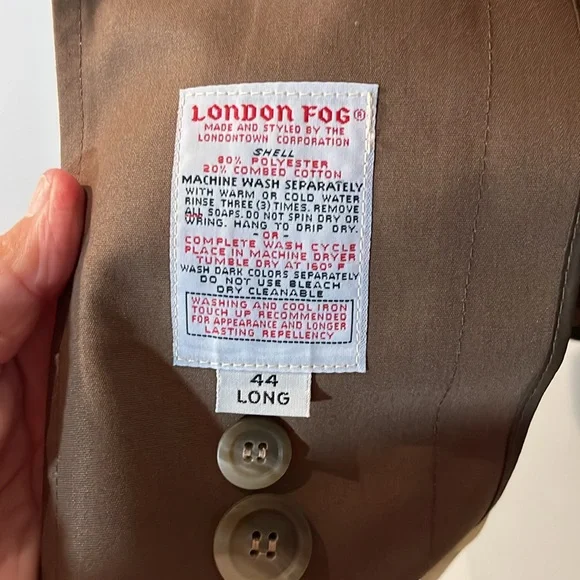 LONDON FOG®
MADE AND STYLED BY THE
LONDONTOWN CORPORATION
SHELL
80% POLYESTER
20% COMBED COTTON
MACHINE WASH SEPARATELY
WITH WARM OR COLD WATER
RINSE THREE (3) TIMES. REMOVE
ALL SOAPS. DO NOT SPIN DRY OR
WRING. HANG TO DRIP DRY.
- OR -
COMPLETE WASH CYCLE
PLACE IN MACHINE DRYER
TUMBLE DRY AT 160° F
WASH DARK COLORS SEPARATELY
DO NOT USE BLEACH
DRY CLEANABLE
WASHING AND COOL IRON
TOUCH UP RECOMMENDED
FOR APPEARANCE AND LONGER
LASTING REPELLENCY
44
LONG